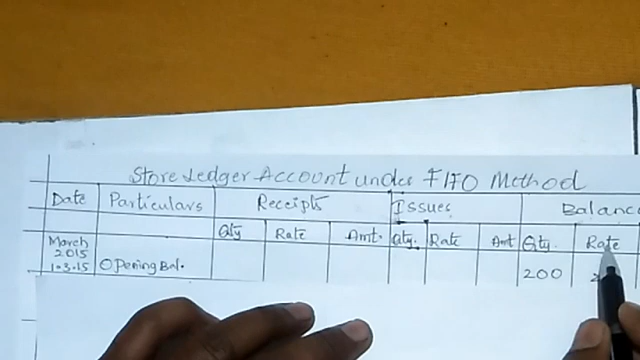 Store Ledger Account under FIFO Method
Date Particulars Receipts Issues Balanc
Qty Rate Amt. Qty. Rate Amt Qty. Rate
March
2015
1.3.15 Opening Bal. 200